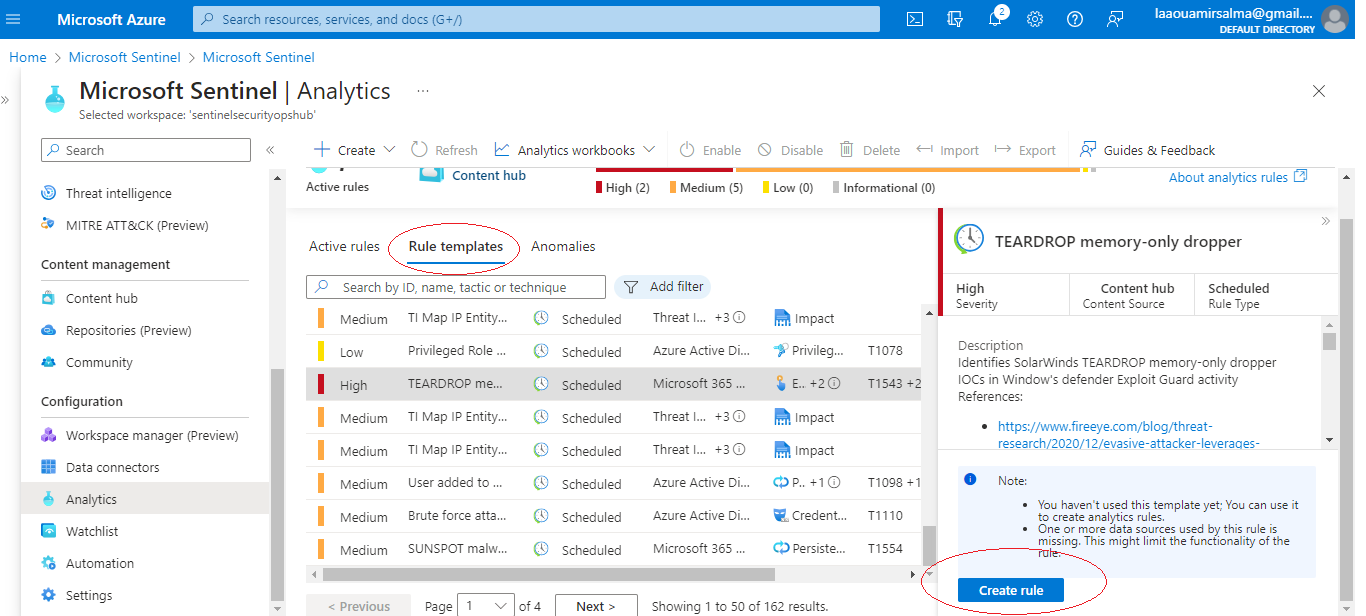 Microsoft Azure
Search resources, services, and docs (G+/)
2
laaouamirsalma@gmail....
DEFAULT DIRECTORY
Home > Microsoft Sentinel > Microsoft Sentinel
Microsoft Sentinel | Analytics ...
Selected workspace: 'sentinelsecurityopshub'
Search
Threat intelligence
MITRE ATT&CK (Preview)
Content management
Content hub
Repositories (Preview)
Community
Configuration
Workspace manager (Preview)
Data connectors
Analytics
Watchlist
Automation
Settings
Create Refresh Analytics workbooks Enable Disable Delete Import Export Guides & Feedback
Active rules
Content hub
High (2) Medium (5) Low (0) Informational (0)
About analytics rules
Active rules Rule templates Anomalies
Search by ID, name, tactic or technique Add filter
Medium TI Map IP Entity... Scheduled Threat I... +3 Impact
Low Privileged Role ... Scheduled Azure Active Di... Privileg... T1078
High TEARDROP me... Scheduled Microsoft 365 ... E.. +2 T1543 +2
Medium TI Map IP Entity... Scheduled Threat I... +3 Impact
Medium TI Map IP Entity... Scheduled Threat I... +3 Impact
Medium User added to ... Scheduled Azure Active Di... P.. +1 T1098 +1
Medium Brute force atta... Scheduled Azure Active Di... Credent... T1110
Medium SUNSPOT malw... Scheduled Microsoft 365 ... Persiste... T1554
< Previous Page 1 of 4 Next > Showing 1 to 50 of 162 results.
TEARDROP memory-only dropper
High Content hub Scheduled
Severity Content Source Rule Type
Description
Identifies SolarWinds TEARDROP memory-only dropper
IOCs in Window's defender Exploit Guard activity
References:
https://www.fireeye.com/blog/threat-
research/2020/12/evasive-attacker-leverages-
Note:
You haven't used this template yet; You can use it
to create analytics rules.
One or more data sources used by this rule is
missing. This might limit the functionality of the
rule.
Create rule